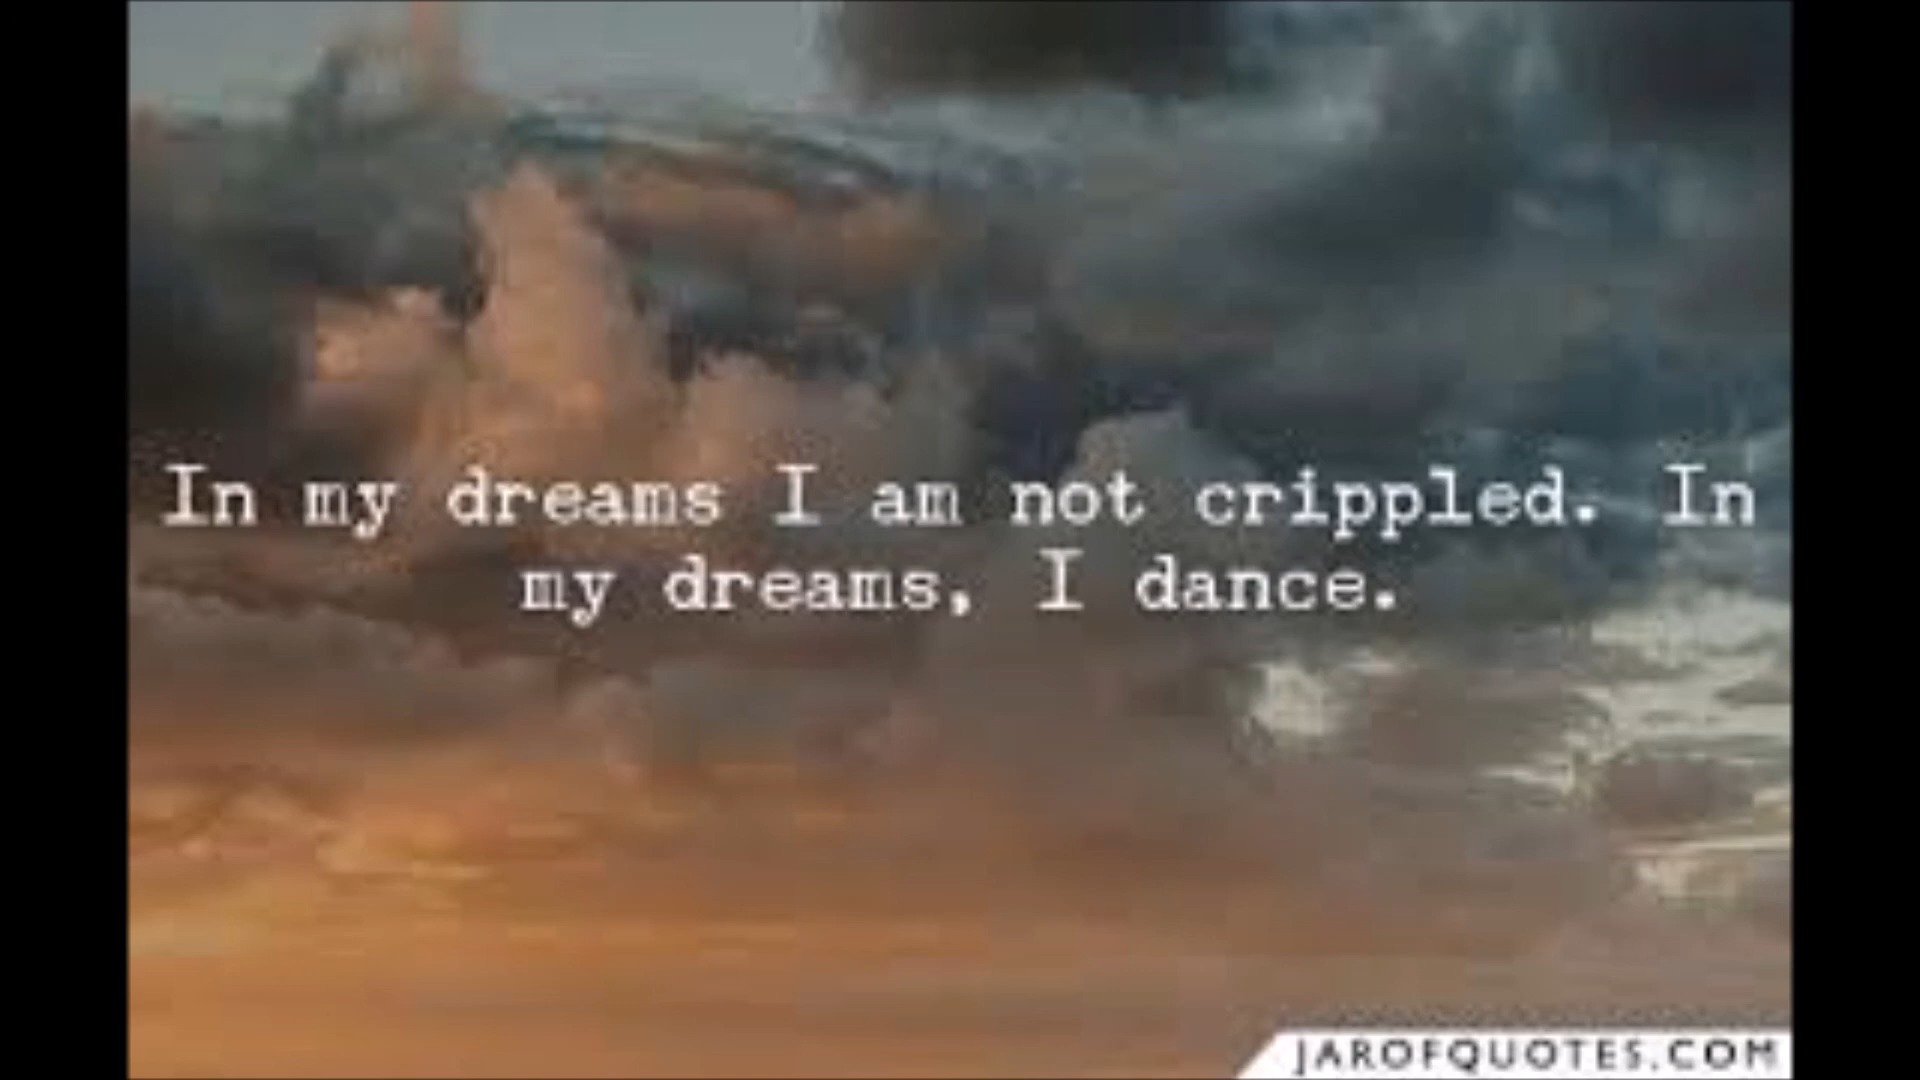 In my dreams I am not crippled. In
my dreams, I dance.
JAROFQUOTES.COM